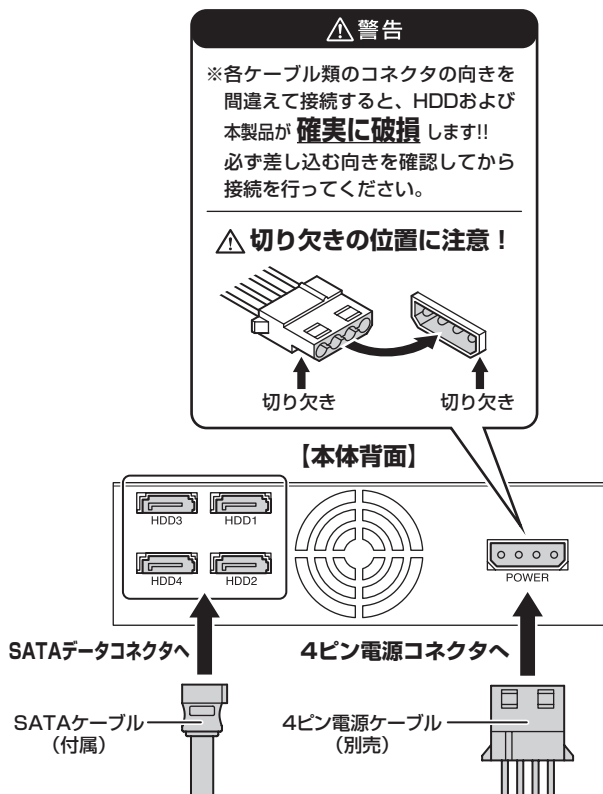 ⚠警告
※各ケーブル類のコネクタの向きを
間違えて接続すると、HDDおよび
本製品が 確実に破損 します!!
必ず差し込む向きを確認してから
接続を行ってください。
⚠切り欠きの位置に注意！
切り欠き
切り欠き
【本体背面】
HDD3
HDD1
HDD4
HDD2
POWER
SATAデータコネクタへ
4ピン電源コネクタへ
SATAケーブル
（付属）
4ピン電源ケーブル
（別売）